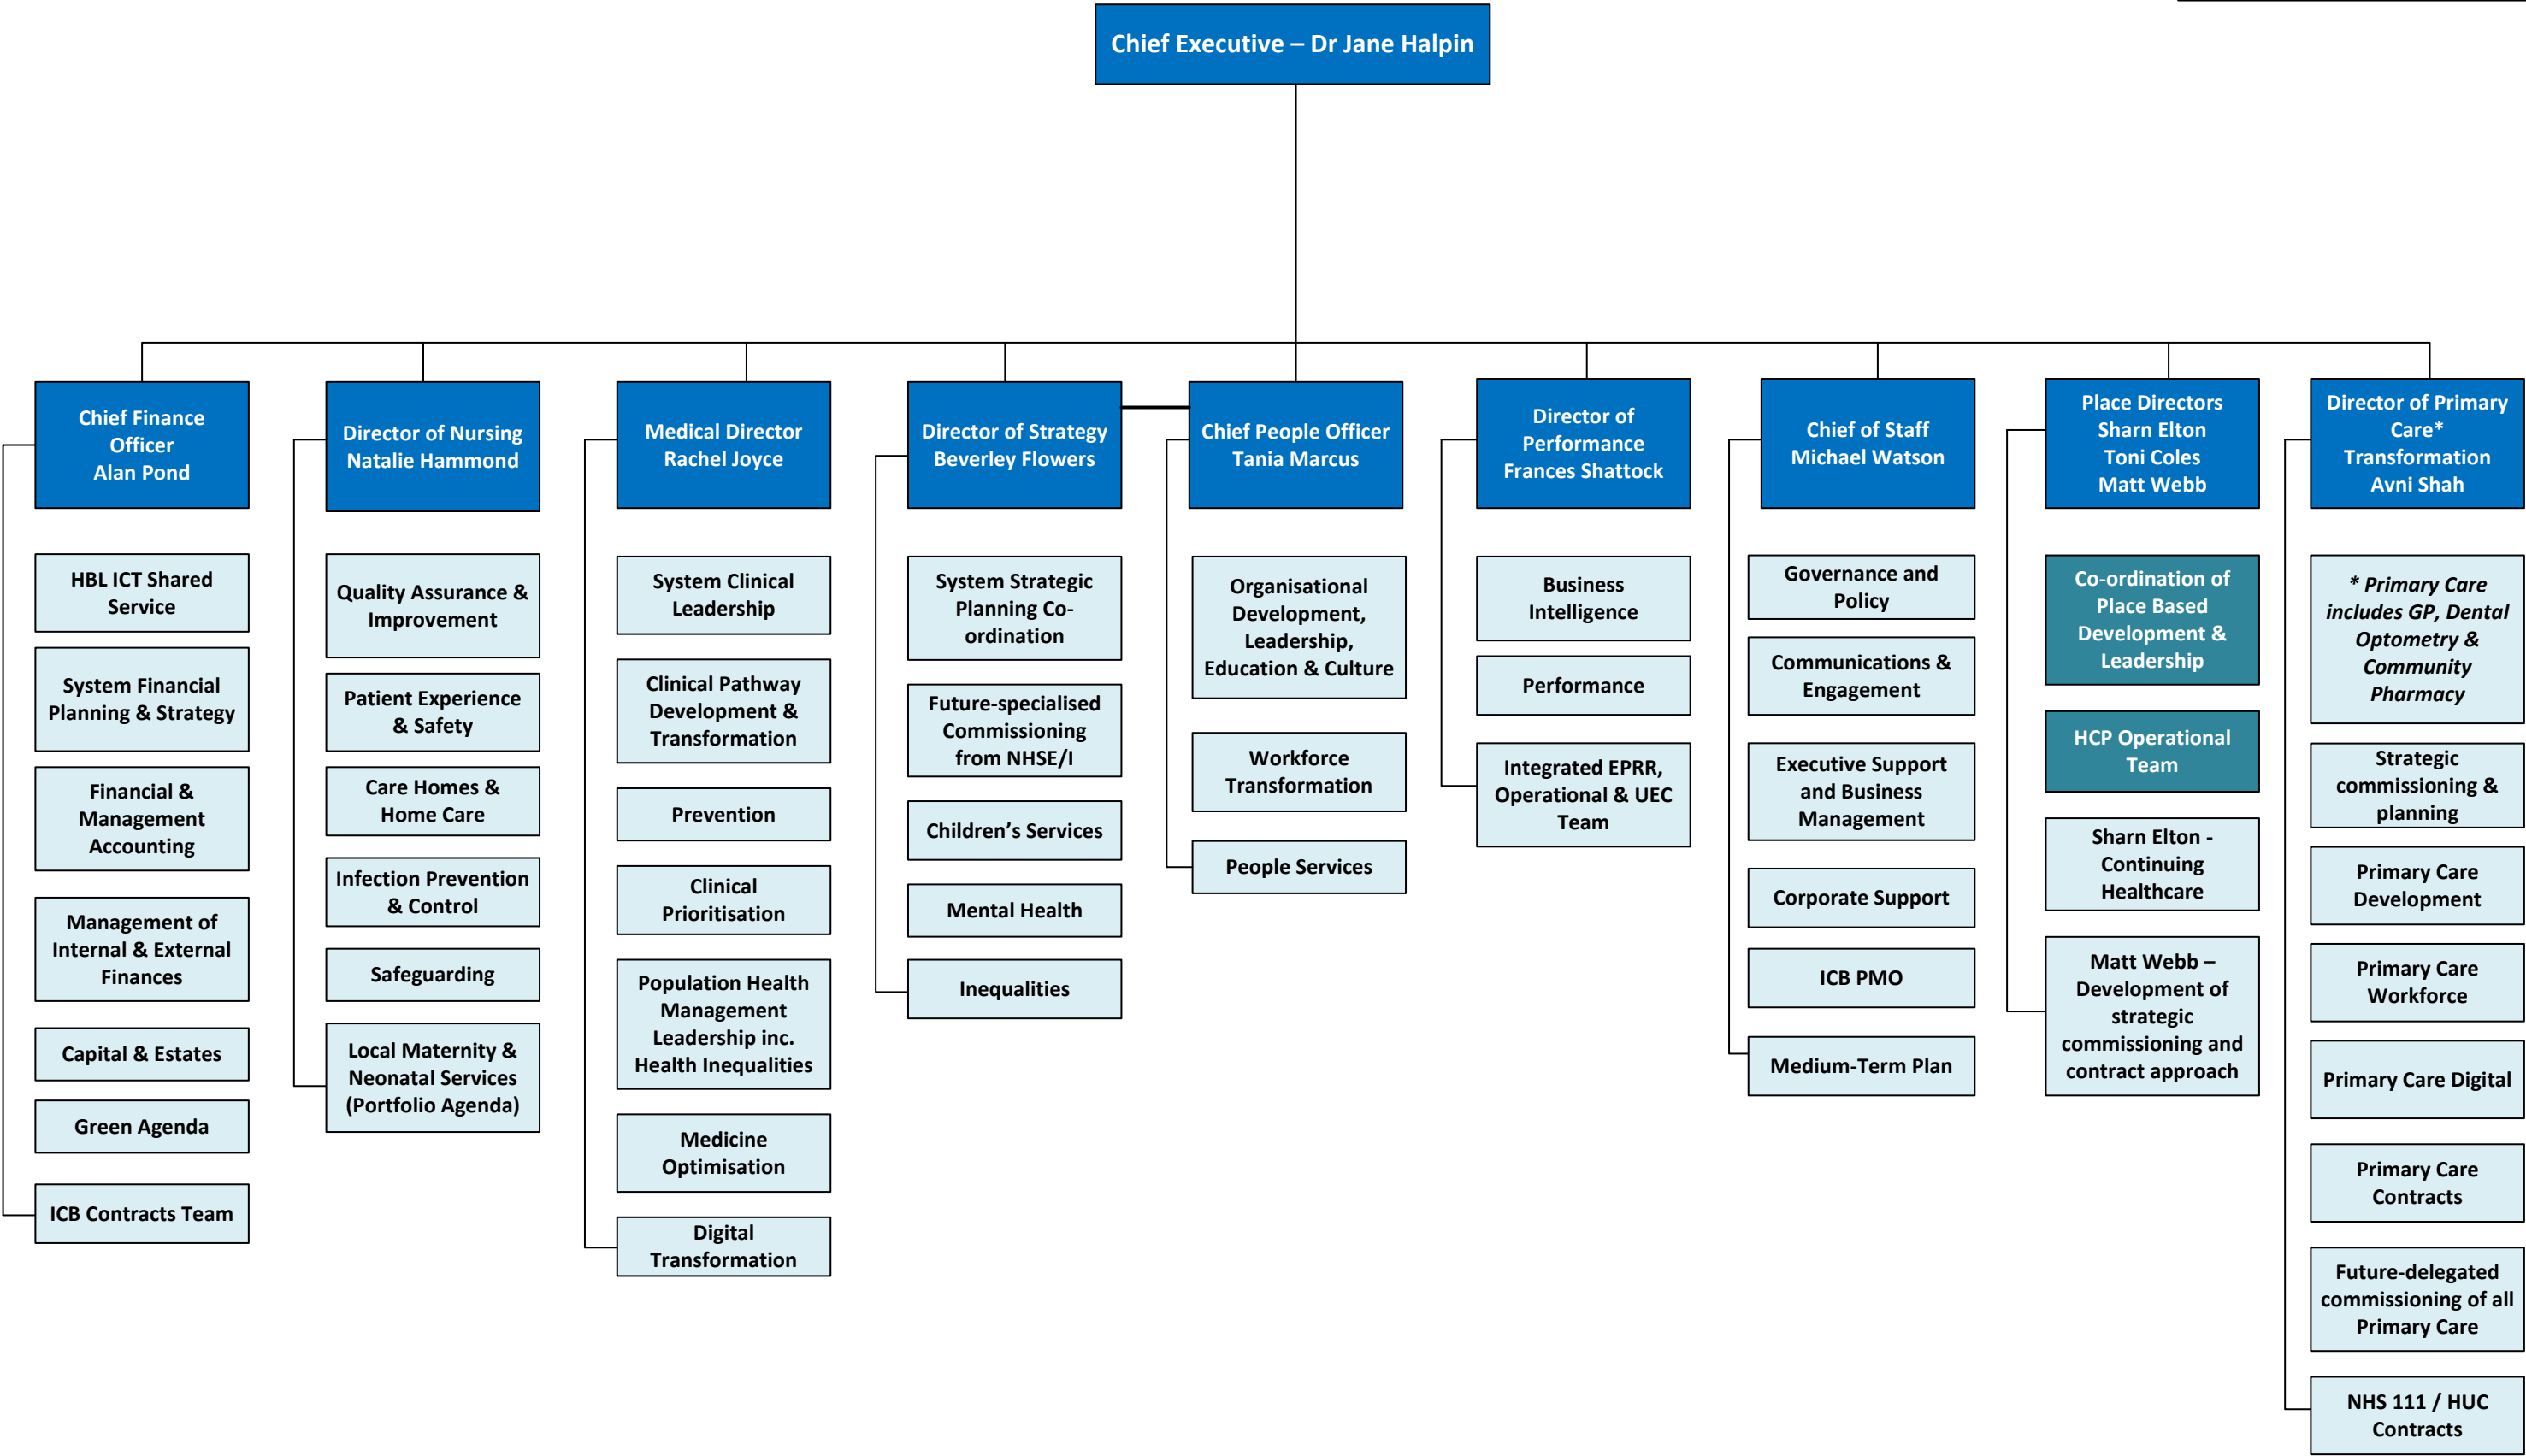 Chief Executive – Dr Jane Halpin
Chief Finance
Officer
Alan Pond
HBL ICT Shared
Service
System Financial
Planning & Strategy
Financial &
Management
Accounting
Management of
Internal & External
Finances
Capital & Estates
Green Agenda
ICB Contracts Team
Director of Nursing
Natalie Hammond
Quality Assurance &
Improvement
Patient Experience
& Safety
Care Homes &
Home Care
Infection Prevention
& Control
Safeguarding
Local Maternity &
Neonatal Services
(Portfolio Agenda)
Medical Director
Rachel Joyce
System Clinical
Leadership
Clinical Pathway
Development &
Transformation
Prevention
Clinical
Prioritisation
Population Health
Management
Leadership inc.
Health Inequalities
Medicine
Optimisation
Digital
Transformation
Director of Strategy
Beverley Flowers
System Strategic
Planning Co-
ordination
Future-specialised
Commissioning
from NHSE/I
Children’s Services
Mental Health
Inequalities
Chief People Officer
Tania Marcus
Organisational
Development,
Leadership,
Education & Culture
Workforce
Transformation
People Services
Director of
Performance
Frances Shattock
Business
Intelligence
Performance
Integrated EPRR,
Operational & UEC
Team
Chief of Staff
Michael Watson
Governance and
Policy
Communications &
Engagement
Executive Support
and Business
Management
Corporate Support
ICB PMO
Medium-Term Plan
Place Directors
Sharn Elton
Toni Coles
Matt Webb
Co-ordination of
Place Based
Development &
Leadership
HCP Operational
Team
Sharn Elton -
Continuing
Healthcare
Matt Webb –
Development of
strategic
commissioning and
contract approach
Director of Primary
Care*
Transformation
Avni Shah
* Primary Care
includes GP, Dental
Optometry &
Community
Pharmacy
Strategic
commissioning &
planning
Primary Care
Development
Primary Care
Workforce
Primary Care Digital
Primary Care
Contracts
Future-delegated
commissioning of all
Primary Care
NHS 111 / HUC
Contracts